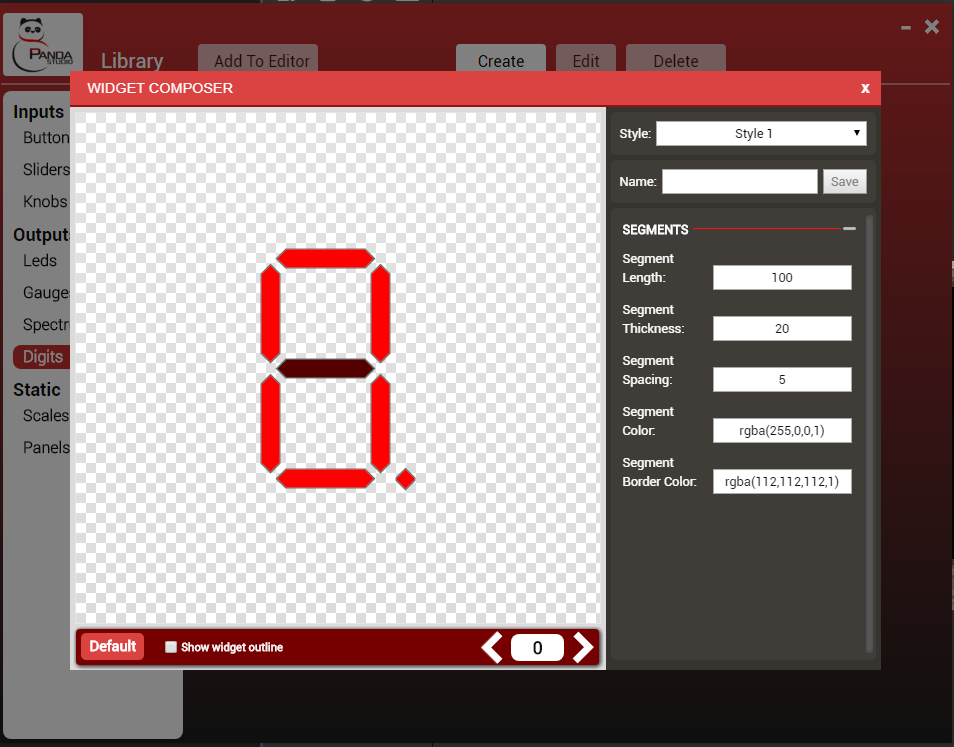 PANDA
STUDIO
Library
Add To Editor
Create
Edit
Delete
WIDGET COMPOSER
x
Inputs
Button
Sliders
Knobs
Output
Leds
Gauge
Spectr
Digits
Static
Scales
Panels
Style:
Style 1
Name:
Save
SEGMENTS
Segment
Length:
100
Segment
Thickness:
20
Segment
Spacing:
5
Segment
Color:
rgba(255,0,0,1)
Segment
Border Color:
rgba(112,112,112,1)
0.
Default
Show widget outline
0